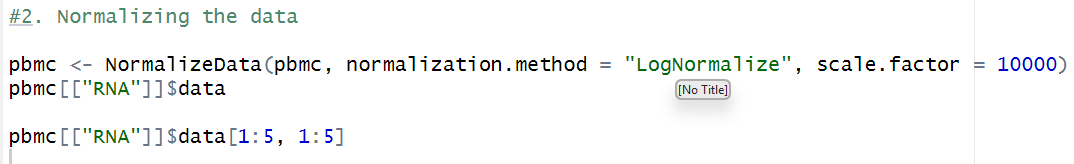 #2. Normalizing the data
pbmc <- NormalizeData(pbmc, normalization.method = "LogNormalize", scale.factor = 10000)
pbmc[["RNA"]]$data
[No Title]
pbmc[["RNA"]]$data[1:5, 1:5]